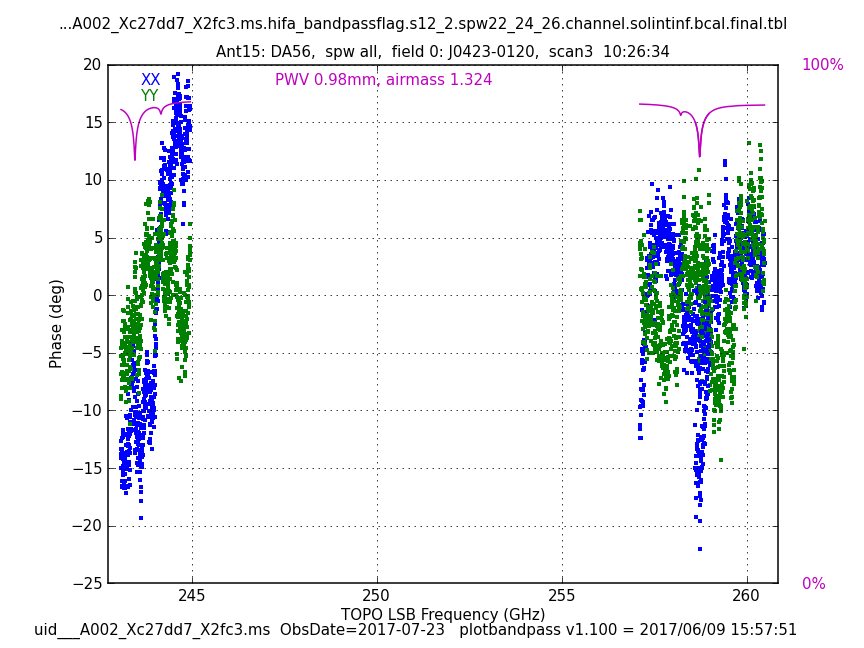 ...A002_Xc27dd7_X2fc3.ms.hifa_bandpassflag.s12_2.spw22_24_26.channel.solintinf.bcal.final.tbl
Ant15: DA56, spw all, field 0: J0423-0120, scan3 10:26:34
20
15
10
5
0
−5
−10
−15
−20
−25
Phase (deg)
XX
YY
PWV 0.98mm, airmass 1.324
100%
0%
245
250
255
260
TOPO LSB Frequency (GHz)
uid___A002_Xc27dd7_X2fc3.ms ObsDate=2017-07-23 plotbandpass v1.100 = 2017/06/09 15:57:51